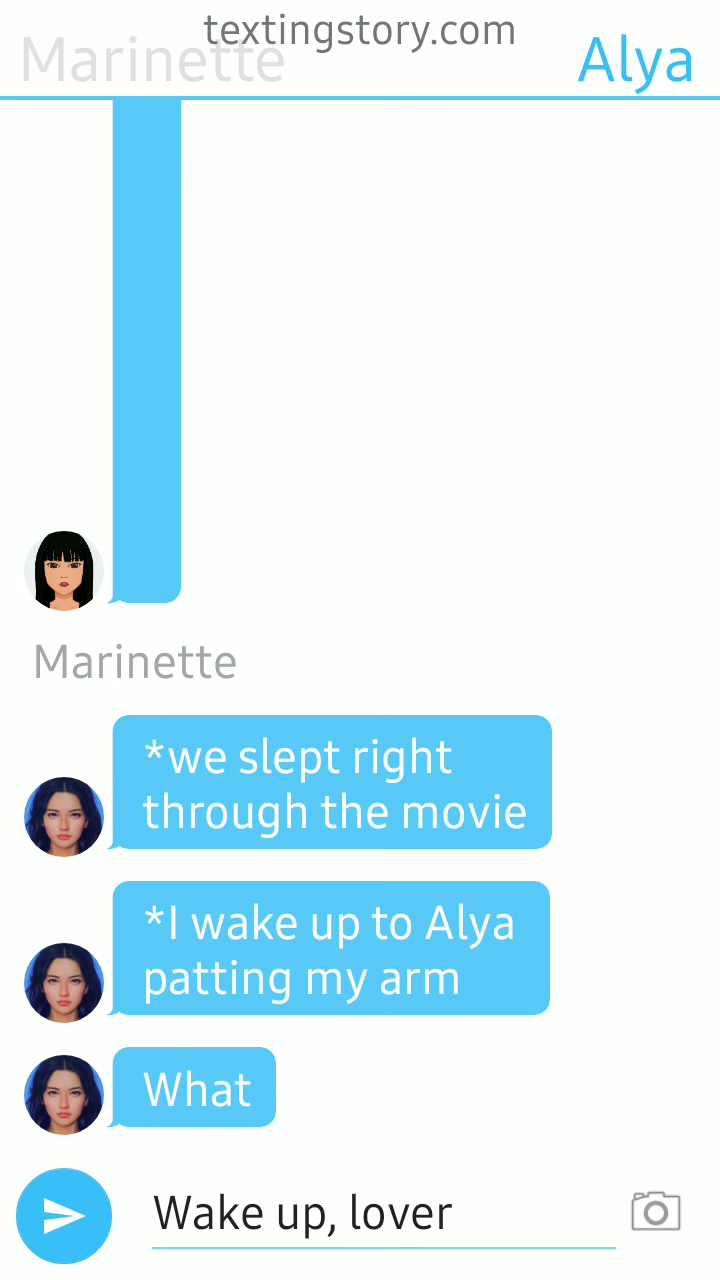 textingstory.com
Marinette
Alya
Marinette
*we slept right
through the movie
*I wake up to Alya
patting my arm
What
Wake up, lover